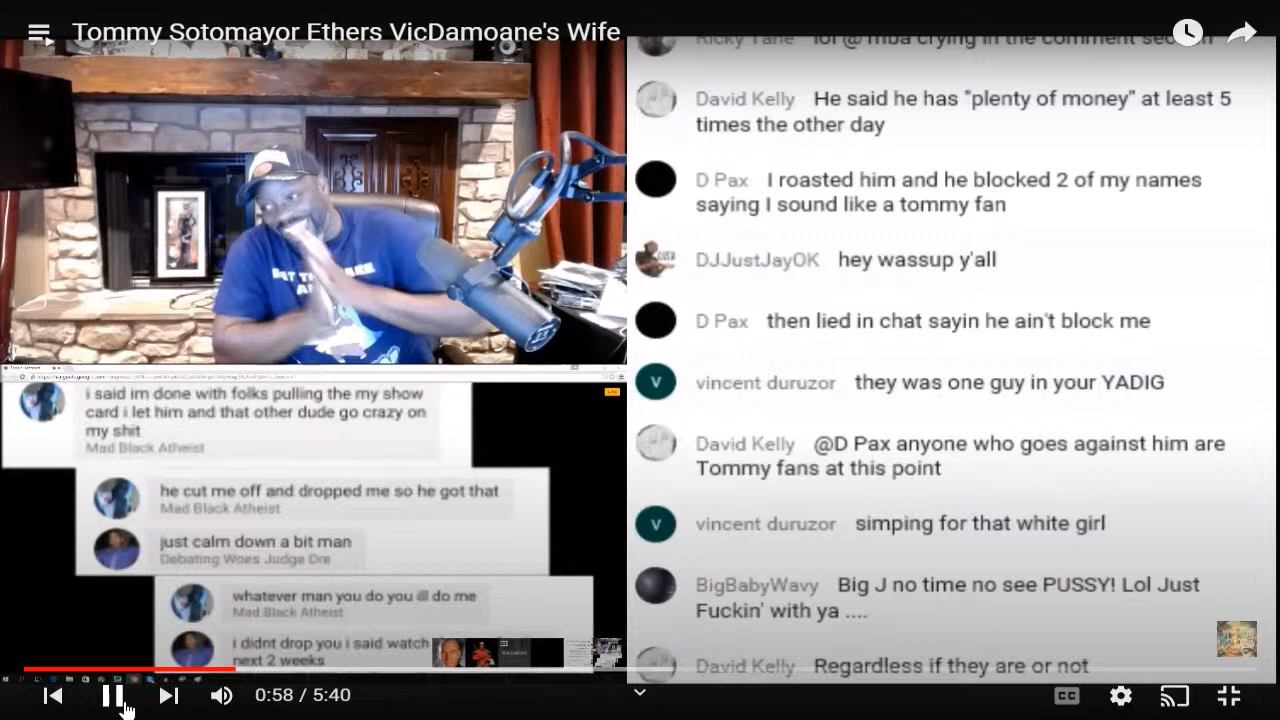 Tommy Sotomayor Ethers VicDamoane's Wife
Ricky Tane lol @ mba crying in the comment section
David Kelly He said he has "plenty of money" at least 5
times the other day
D Pax I roasted him and he blocked 2 of my names
saying I sound like a tommy fan
DJJustJayOK hey wassup y'all
D Pax then lied in chat sayin he ain't block me
vincent duruzor they was one guy in your YADIG
David Kelly @D Pax anyone who goes against him are
Tommy fans at this point
vincent duruzor simping for that white girl
BigBabyWavy Big J no time no see PUSSY! Lol Just
Fuckin' with ya ....
David Kelly Regardless if they are or not
i said im done with folks pulling the my show
card i let him and that other dude go crazy on
my shit
Mad Black Atheist
he cut me off and dropped me so he got that
Mad Black Atheist
just calm down a bit man
Debating Woes Judge Dre
whatever man you do you ill do me
Mad Black Atheist
i didnt drop you i said watch
next 2 weeks
0:58 / 5:40
CC